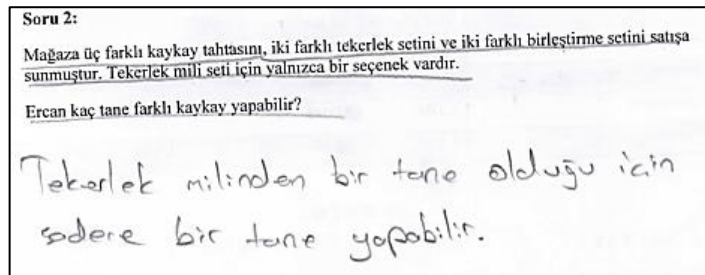 Soru 2:
Mağaza üç farklı kaykay tahtasını, iki farklı tekerlek setini ve iki farklı birleştirme setini satışa
sunmuştur. Tekerlek mili seti için yalnızca bir seçenek vardır.
Ercan kaç tane farklı kaykay yapabilir?
Tekerlek milinden bir tane olduğu için
sadece bir tane yapabilir.